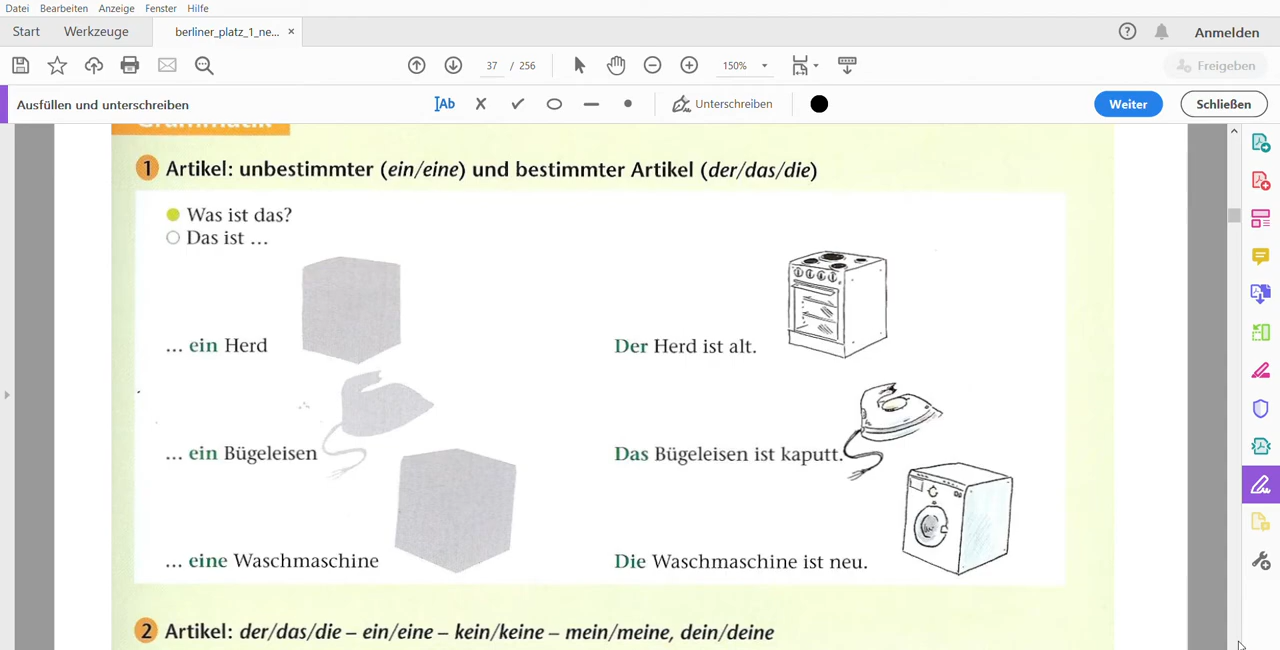 Datei Bearbeiten Anzeige Fenster Hilfe
Start Werkzeuge berliner_platz_1_ne... × Anmelden
37 / 256 150% Freigeben
Ausfüllen und unterschreiben Ab Unterschreiben Weiter Schließen
Grammatik
1 Artikel: unbestimmter (ein/eine) und bestimmter Artikel (der/das/die)
Was ist das?
Das ist …
… ein Herd Der Herd ist alt.
… ein Bügeleisen Das Bügeleisen ist kaputt.
… eine Waschmaschine Die Waschmaschine ist neu.
2 Artikel: der/das/die – ein/eine – kein/keine – mein/meine, dein/deine